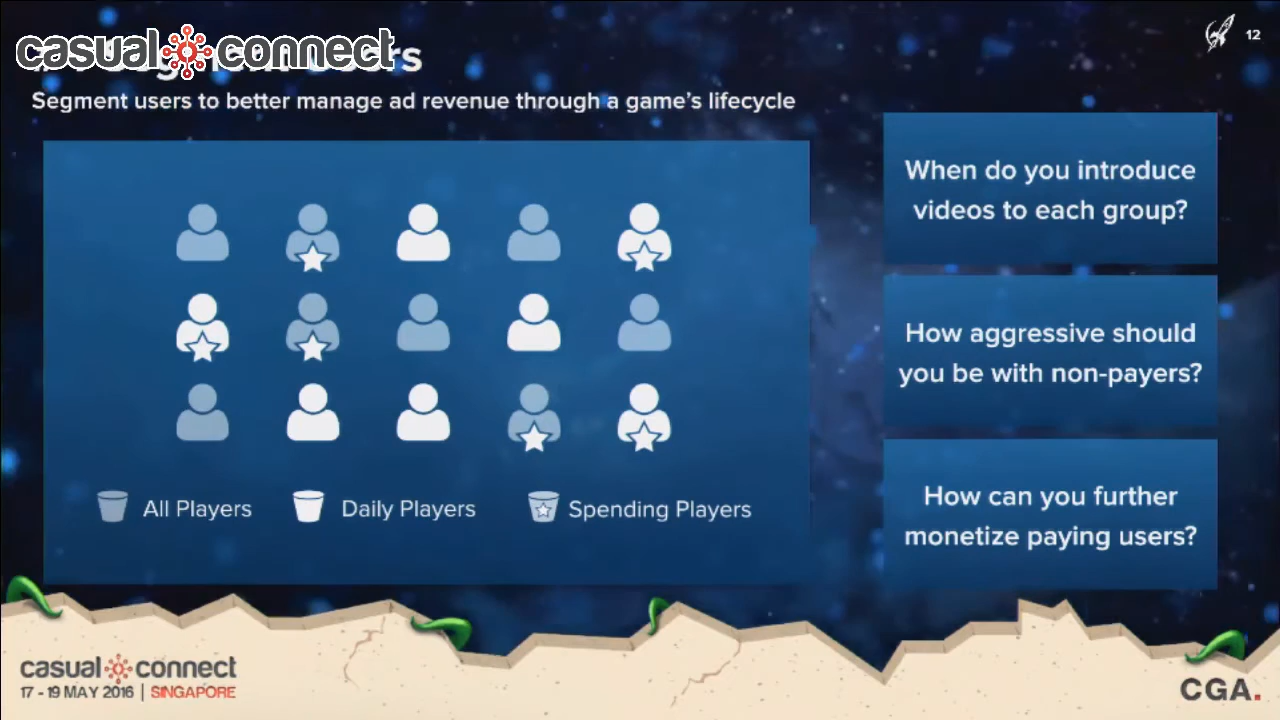 casual connect
Users
12
Segment users to better manage ad revenue through a game's lifecycle
When do you introduce
videos to each group?
How aggressive should
you be with non-payers?
How can you further
monetize paying users?
All Players
Daily Players
Spending Players
casual connect
17 - 19 MAY 2016 | SINGAPORE
CGA.